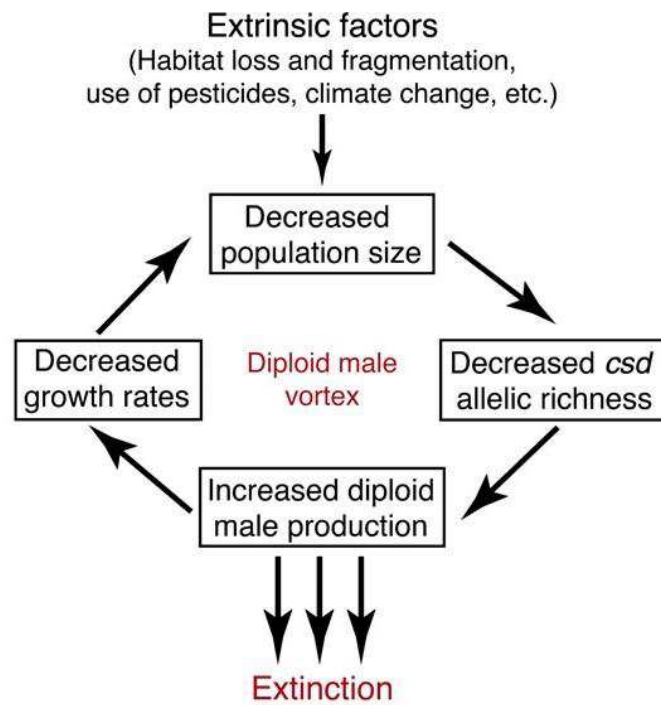 Extrinsic factors
(Habitat loss and fragmentation,
use of pesticides, climate change, etc.)
Decreased
population size
Decreased
growth rates
Diploid male
vortex
Decreased csd
allelic richness
Increased diploid
male production
Extinction